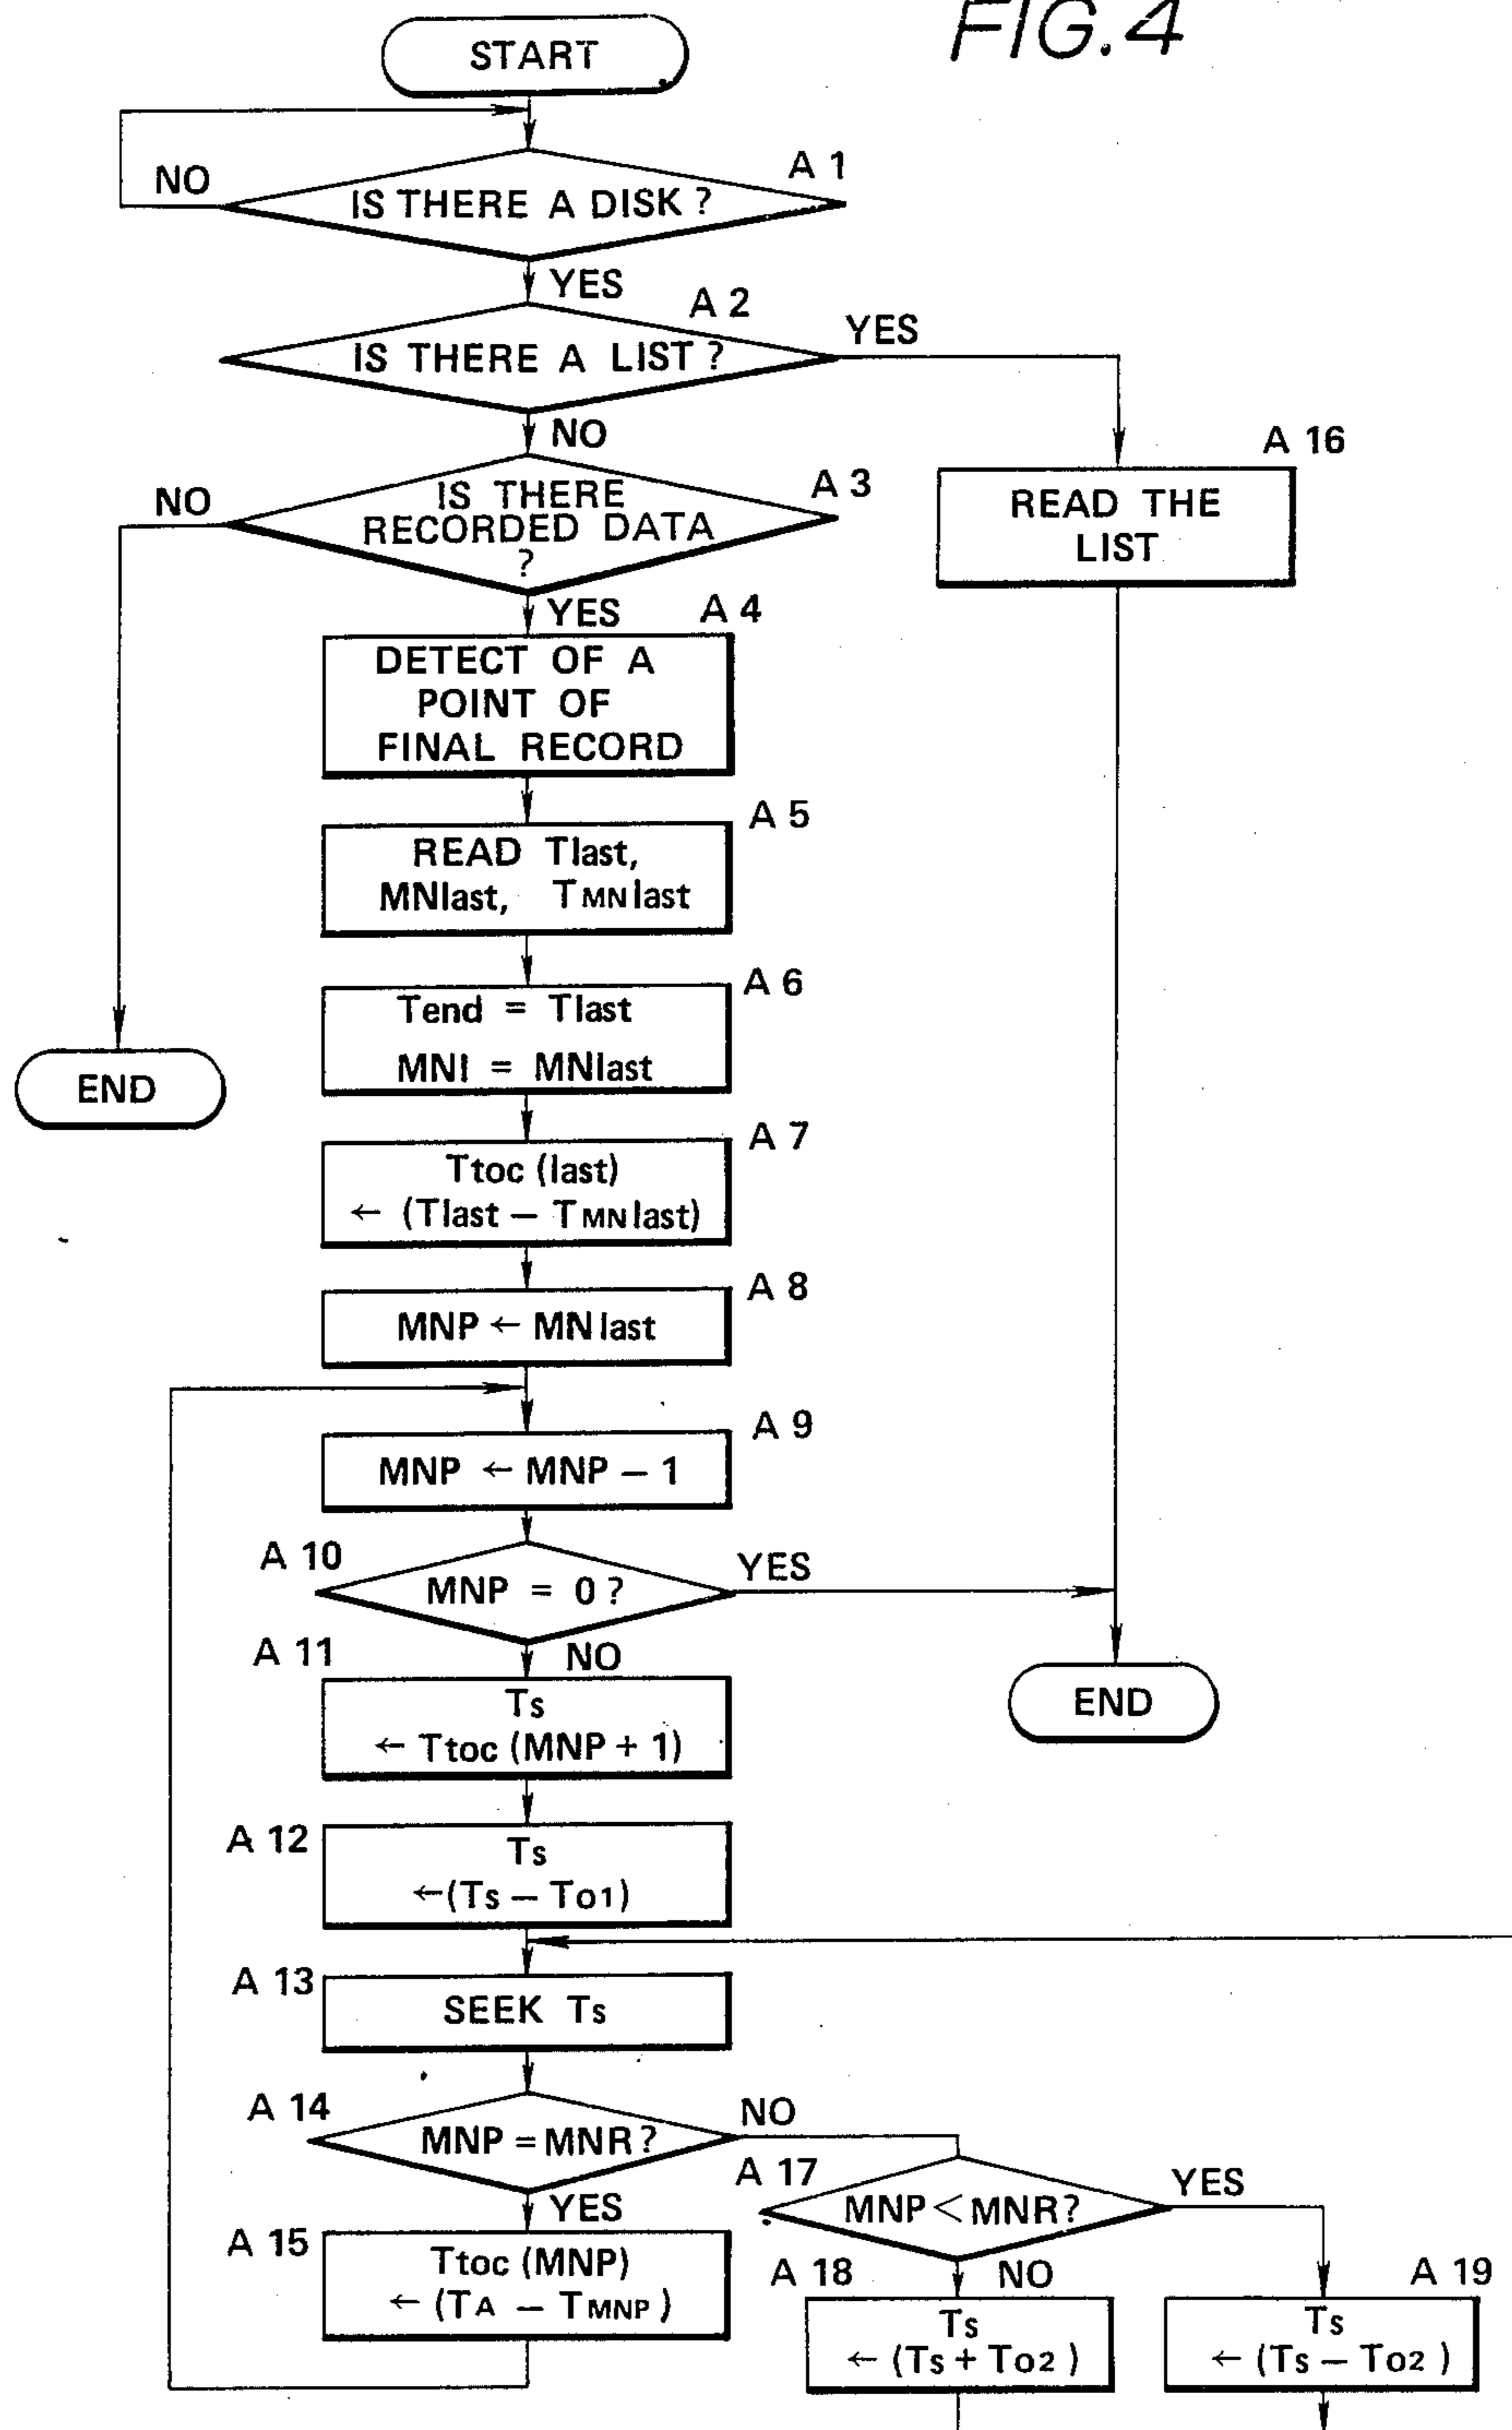 FIG.4
START
A 1
NO
IS THERE A DISK ?
YES
A 2
YES
IS THERE A LIST ?
NO
A 16
A 3
NO
IS THERE
RECORDED DATA
?
READ THE
LIST
YES
A 4
DETECT OF A
POINT OF
FINAL RECORD
A 5
READ Tlast,
MNlast, TMNlast
A 6
Tend = Tlast
MNI = MNlast
END
A 7
Ttoc (last)
← (Tlast – TMNlast)
A 8
MNP ← MNlast
A 9
MNP ← MNP – 1
A 10
YES
MNP = 0 ?
A 11
NO
Ts
← Ttoc (MNP + 1)
END
A 12
Ts
←(Ts – To1)
A 13
SEEK Ts
A 14
NO
MNP = MNR ?
A 17
YES
MNP < MNR?
YES
A 15
Ttoc (MNP)
← (TA – TMNP)
A 18
NO
A 19
Ts
← (Ts + To2)
Ts
← (Ts – To2)